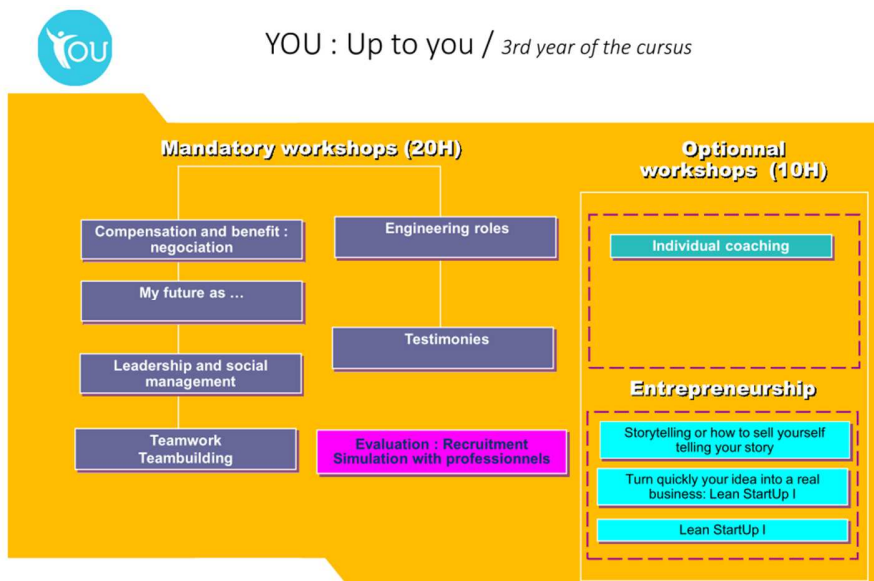 YOU
YOU : Up to you / 3rd year of the cursus
Mandatory workshops (20H)
Compensation and benefit :
negociation
My future as ...
Leadership and social
management
Teamwork
Teambuilding
Engineering roles
Testimonies
Evaluation : Recruitment
Simulation with professionnels
Optionnal
workshops (10H)
Individual coaching
Entrepreneurship
Storytelling or how to sell yourself
telling your story
Turn quickly your idea into a real
business: Lean StartUp I
Lean StartUp I